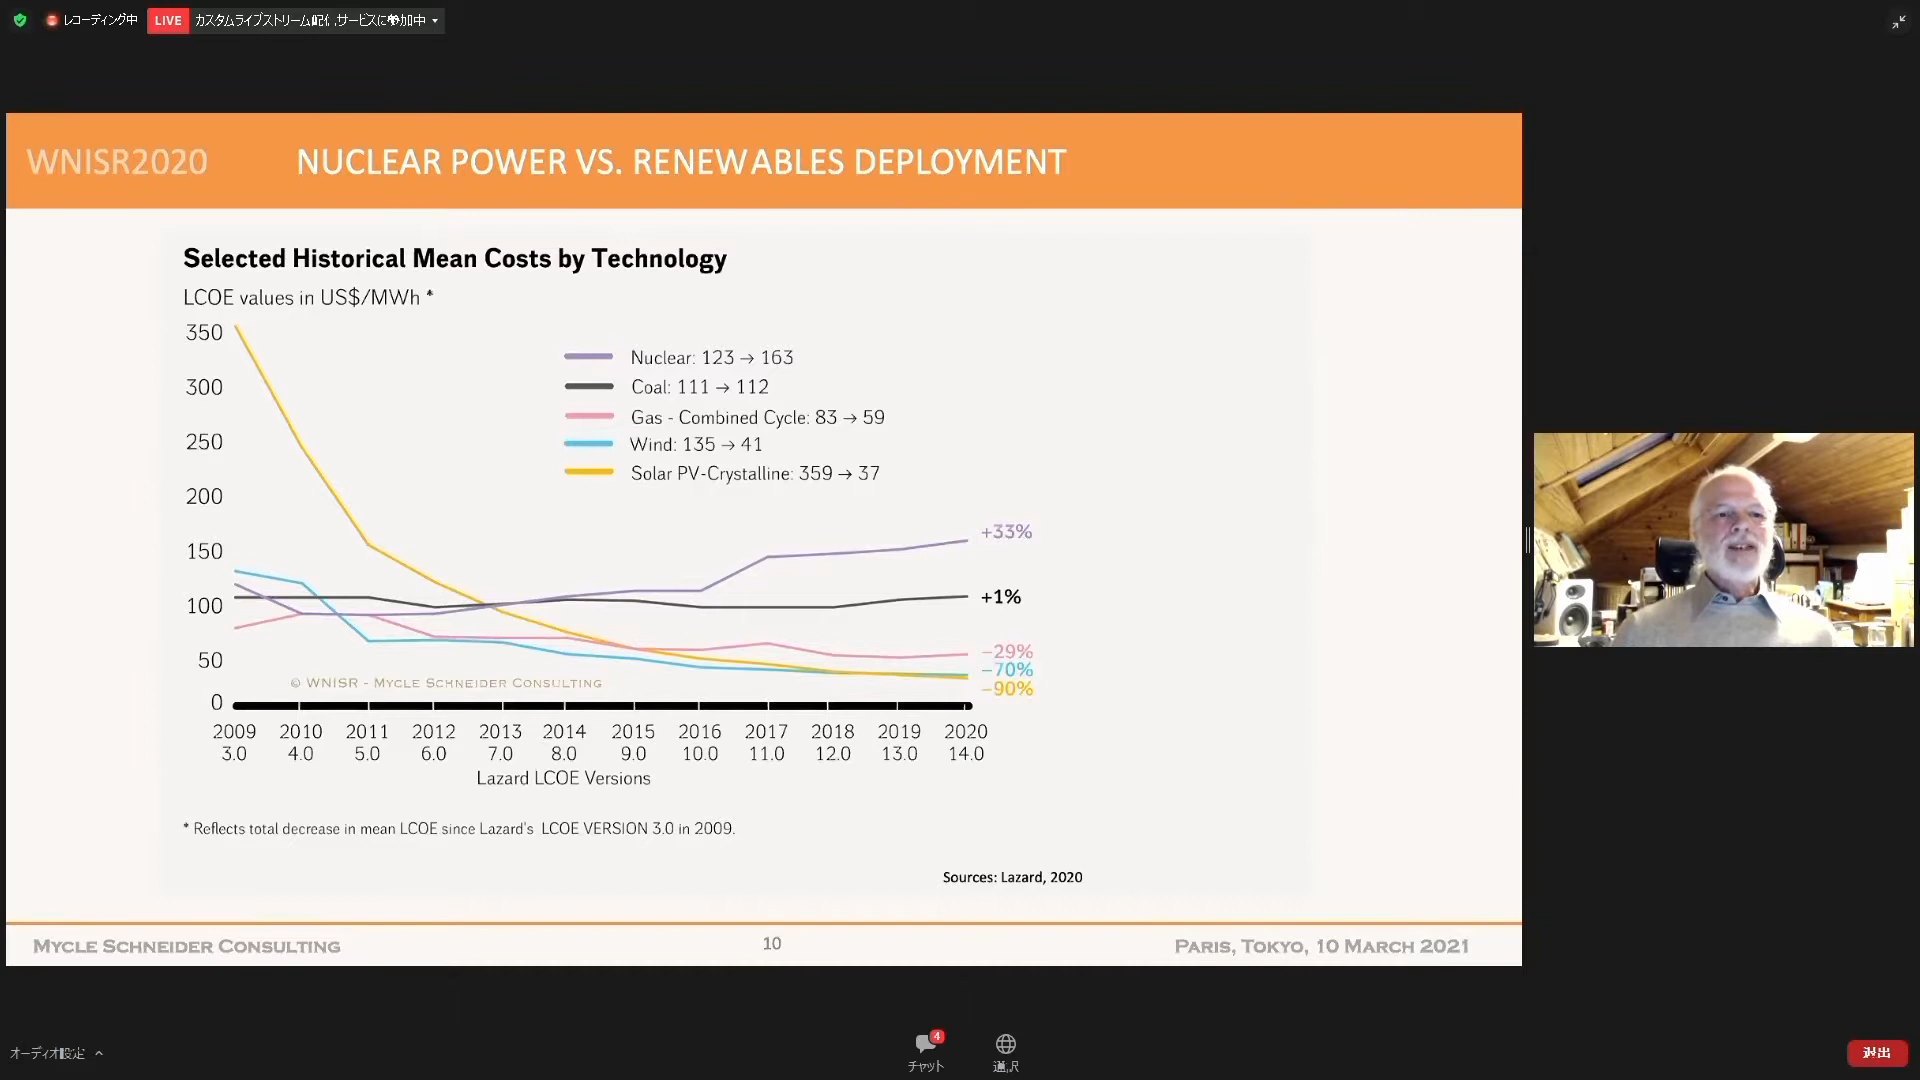 レコーディング中
LIVE
カスタムライブストリーム配信サービスに参加中
WNISR2020
NUCLEAR POWER VS. RENEWABLES DEPLOYMENT
Selected Historical Mean Costs by Technology
LCOE values in US$/MWh *
350
300
250
200
150
100
50
0
Nuclear: 123 → 163
Coal: 111 → 112
Gas - Combined Cycle: 83 → 59
Wind: 135 → 41
Solar PV-Crystalline: 359 → 37
+33%
+1%
−29%
−70%
−90%
© WNISR - MYCLE SCHNEIDER CONSULTING
2009 2010 2011 2012 2013 2014 2015 2016 2017 2018 2019 2020
3.0 4.0 5.0 6.0 7.0 8.0 9.0 10.0 11.0 12.0 13.0 14.0
Lazard LCOE Versions
* Reflects total decrease in mean LCOE since Lazard's LCOE VERSION 3.0 in 2009.
Sources: Lazard, 2020
MYCLE SCHNEIDER CONSULTING
10
PARIS, TOKYO, 10 MARCH 2021
オーディオ設定
4
チャット
通訳
退出